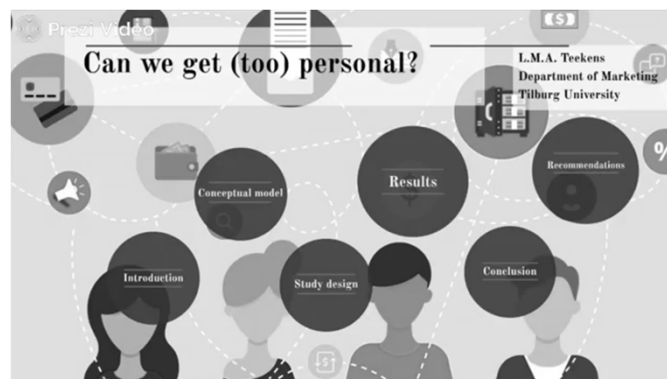 Prezi Video
Can we get (too) personal?
L.M.A. Teekens
Department of Marketing
Tilburg University
Introduction
Conceptual model
Study design
Results
Conclusion
Recommendations
%
$